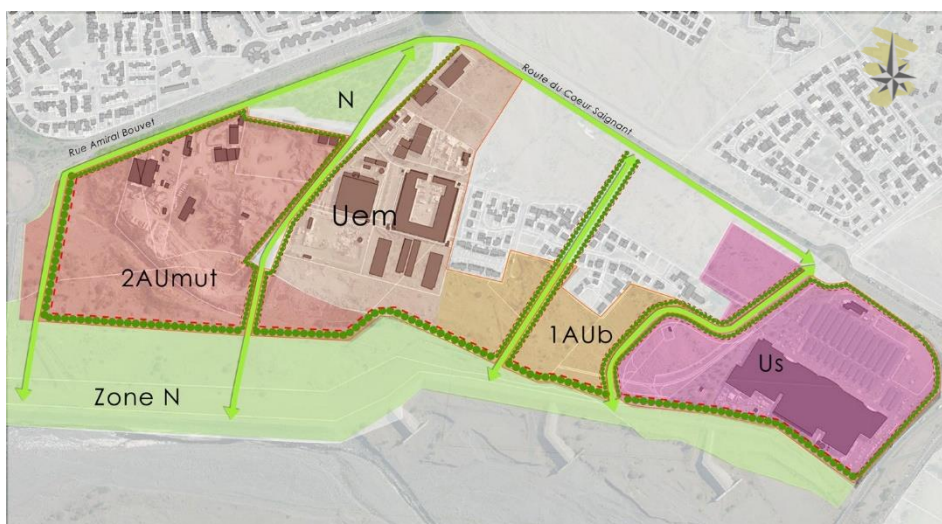 Route du Coeur Saignant
N
Rue Amiral Bouvet
Uem
2AUmut
1AUb
Us
Zone N